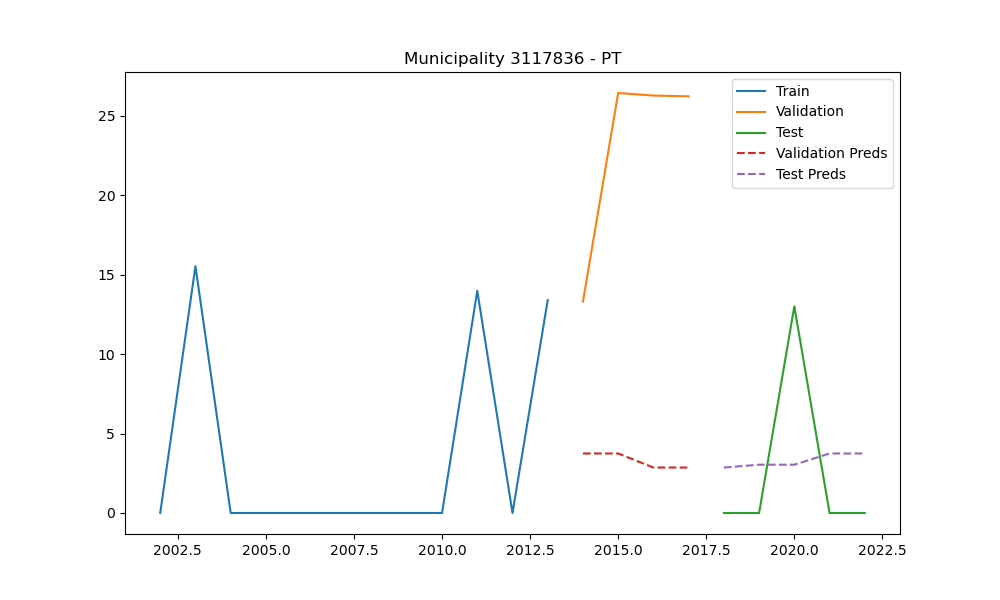 Municipality 3117836 - PT
Train
Validation
Test
Validation Preds
Test Preds
25
20
15
10
5
0
2002.5 2005.0 2007.5 2010.0 2012.5 2015.0 2017.5 2020.0 2022.5